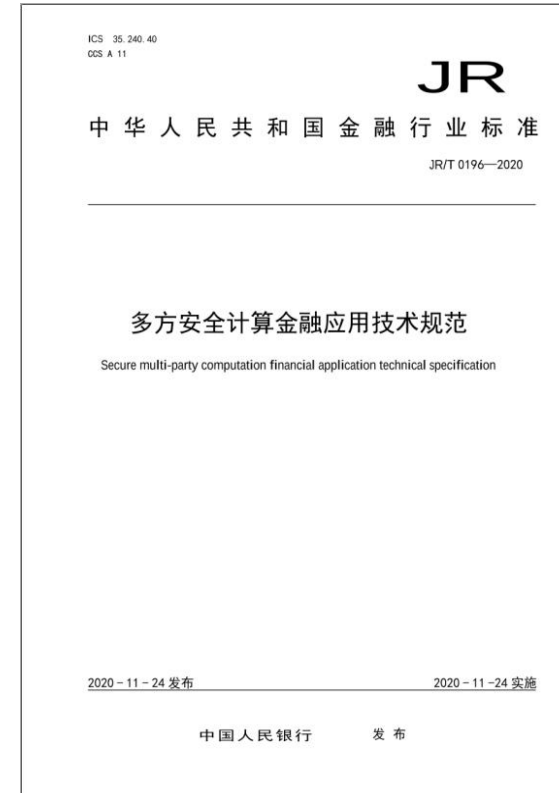 ICS 35.240.40
CCS A 11
JR
中华人民共和国金融行业标准
JR/T 0196—2020
多方安全计算金融应用技术规范
Secure multi-party computation financial application technical specification
2020-11-24 发布
2020-11-24 实施
中国人民银行 发布